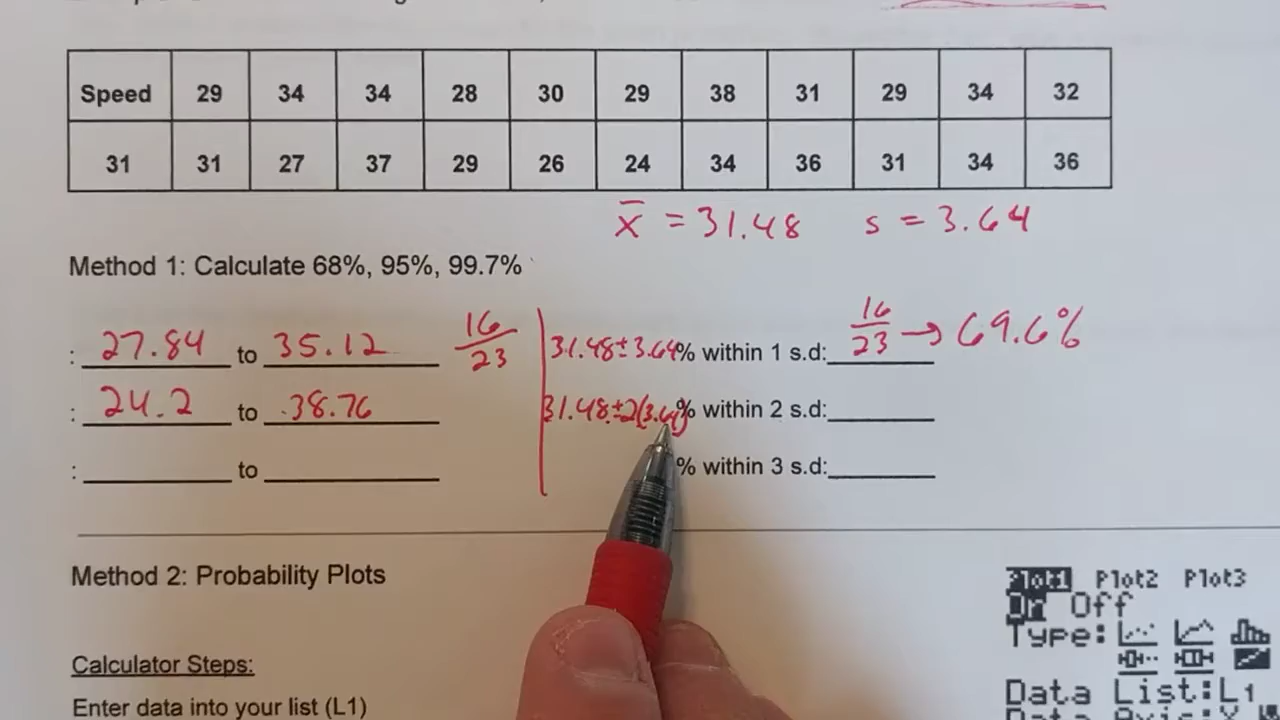 Speed 29 34 34 28 30 29 38 31 29 34 32
31 31 27 37 29 26 24 34 36 31 34 36
x̄ = 31.48 s = 3.64
Method 1: Calculate 68%, 95%, 99.7%
: 27.84 to 35.12 16/23 31.48±3.64% within 1 s.d: 16/23 → 69.6%
: 24.2 to 38.76 31.48±2(3.64)% within 2 s.d:
: to % within 3 s.d:
Method 2: Probability Plots
Plot1 Plot2 Plot3
On Off
Type:
Calculator Steps:
Data List:L1
Enter data into your list (L1)